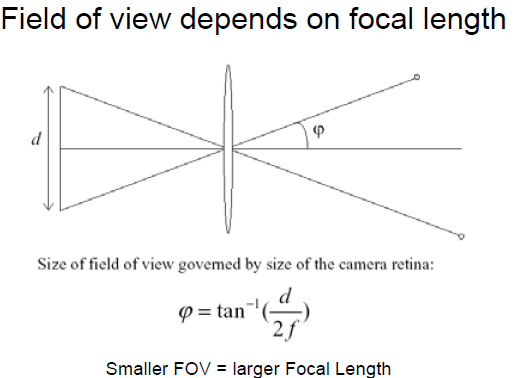 Field of view depends on focal length
d
φ
Size of field of view governed by size of the camera retina:
φ = tan⁻¹(d/2f)
Smaller FOV = larger Focal Length